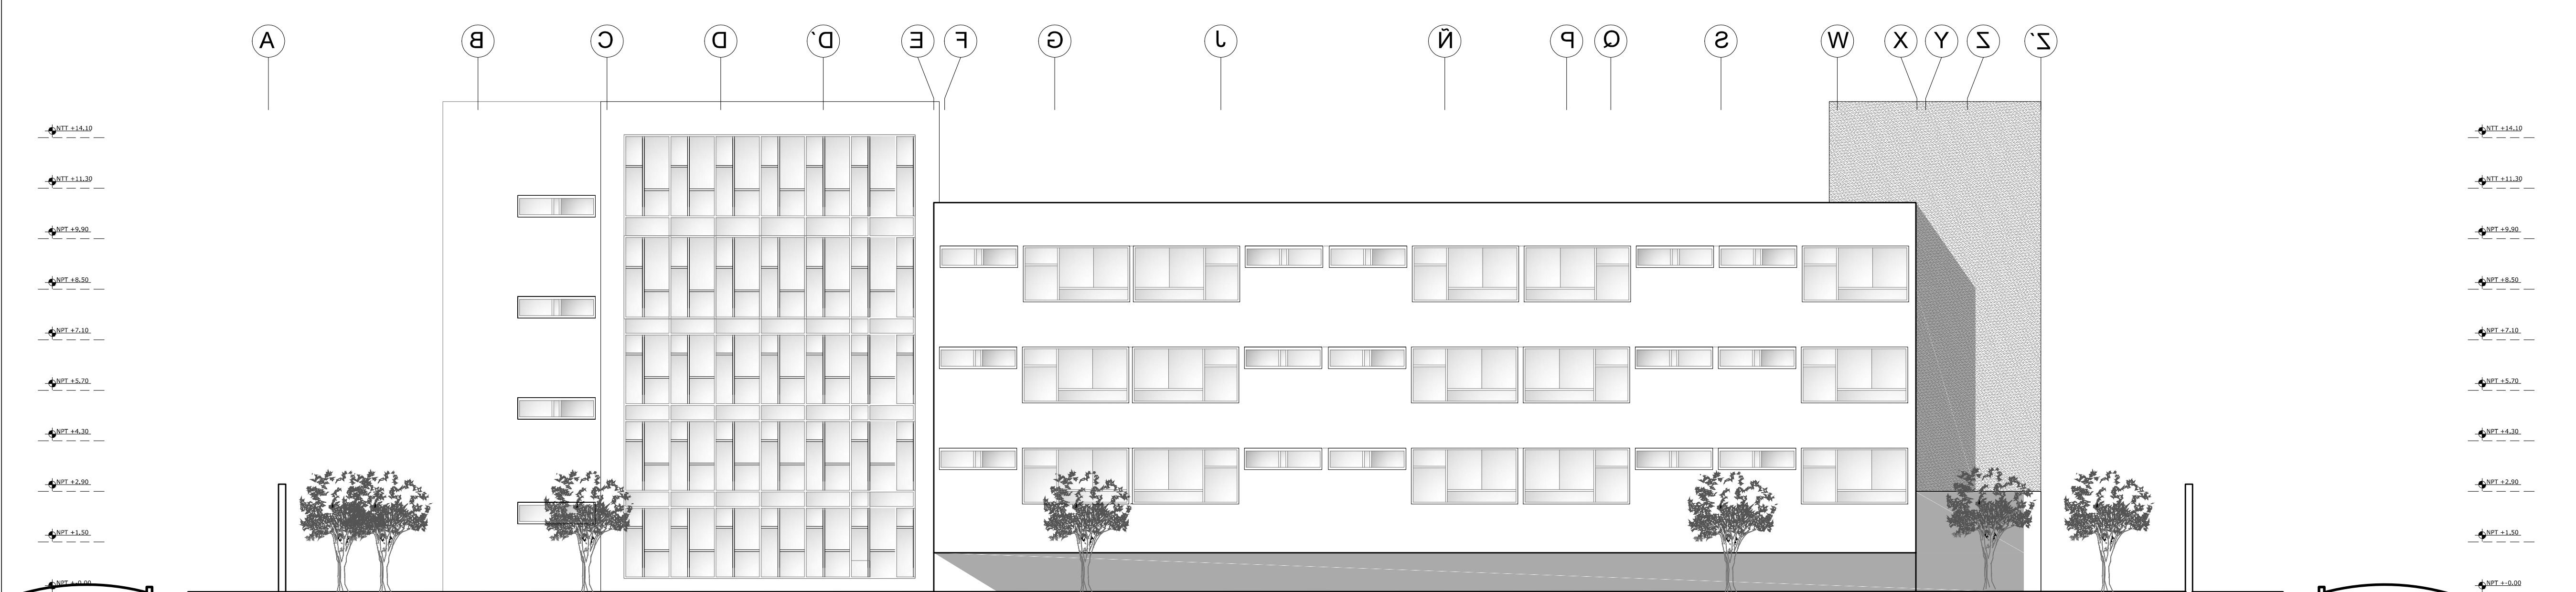 A B C D D' E F G J Ñ P Q S W X Y Z Z'
NTT +14.10
NTT +11.30
NPT +9.90
NPT +8.50
NPT +7.10
NPT +5.70
NPT +4.30
NPT +2.90
NPT +1.50
NPT +-0.00
NTT +14.10
NTT +11.30
NPT +9.90
NPT +8.50
NPT +7.10
NPT +5.70
NPT +4.30
NPT +2.90
NPT +1.50
NPT +-0.00